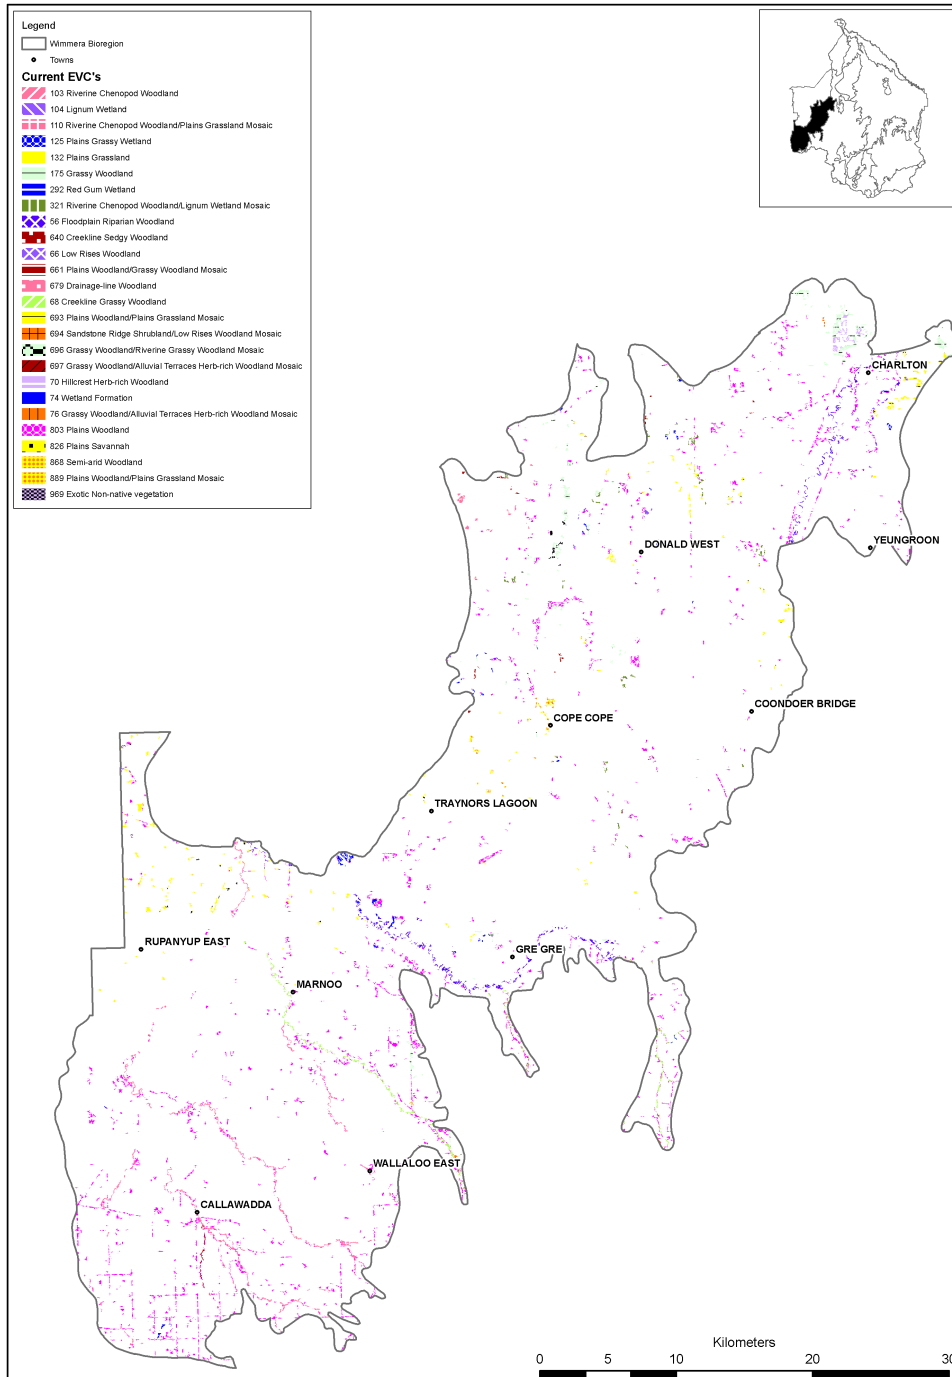 Legend
Wimmera Bioregion
Towns
Current EVC's
103 Riverine Chenopod Woodland
104 Lignum Wetland
110 Riverine Chenopod Woodland/Plains Grassland Mosaic
125 Plains Grassy Wetland
132 Plains Grassland
175 Grassy Woodland
292 Red Gum Wetland
321 Riverine Chenopod Woodland/Lignum Wetland Mosaic
56 Floodplain Riparian Woodland
640 Creekline Sedgy Woodland
66 Low Rises Woodland
661 Plains Woodland/Grassy Woodland Mosaic
679 Drainage-line Woodland
68 Creekline Grassy Woodland
693 Plains Woodland/Plains Grassland Mosaic
694 Sandstone Ridge Shrubland/Low Rises Woodland Mosaic
696 Grassy Woodland/Riverine Grassy Woodland Mosaic
697 Grassy Woodland/Alluvial Terraces Herb-rich Woodland Mosaic
70 Hillcrest Herb-rich Woodland
74 Wetland Formation
76 Grassy Woodland/Alluvial Terraces Herb-rich Woodland Mosaic
803 Plains Woodland
826 Plains Savannah
868 Semi-arid Woodland
889 Plains Woodland/Plains Grassland Mosaic
969 Exotic Non-native vegetation
CHARLTON
YEUNGROON
DONALD WEST
COONDOER BRIDGE
COPE COPE
TRAYNORS LAGOON
RUPANYUP EAST
GRE GRE
MARNOO
WALLALOO EAST
CALLAWADDA
Kilometers
0 5 10 20 30